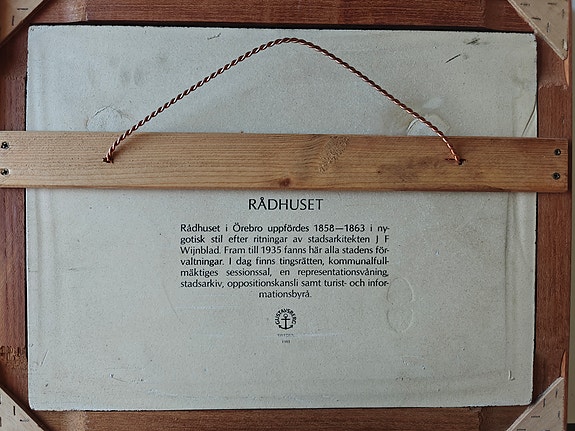 RÅDHUSET
Rådhuset i Örebro uppfördes 1858—1863 i ny-
gotisk stil efter ritningar av stadsarkitekten J F
Wijnblad. Fram till 1935 fanns här alla stadens för-
valtningar. I dag finns tingsrätten, kommunalfull-
mäktiges sessionssal, en representationsvåning,
stadsarkiv, oppositionskansli samt turist- och infor-
mationsbyrå.
GUSTAVSBERG
SWEDEN